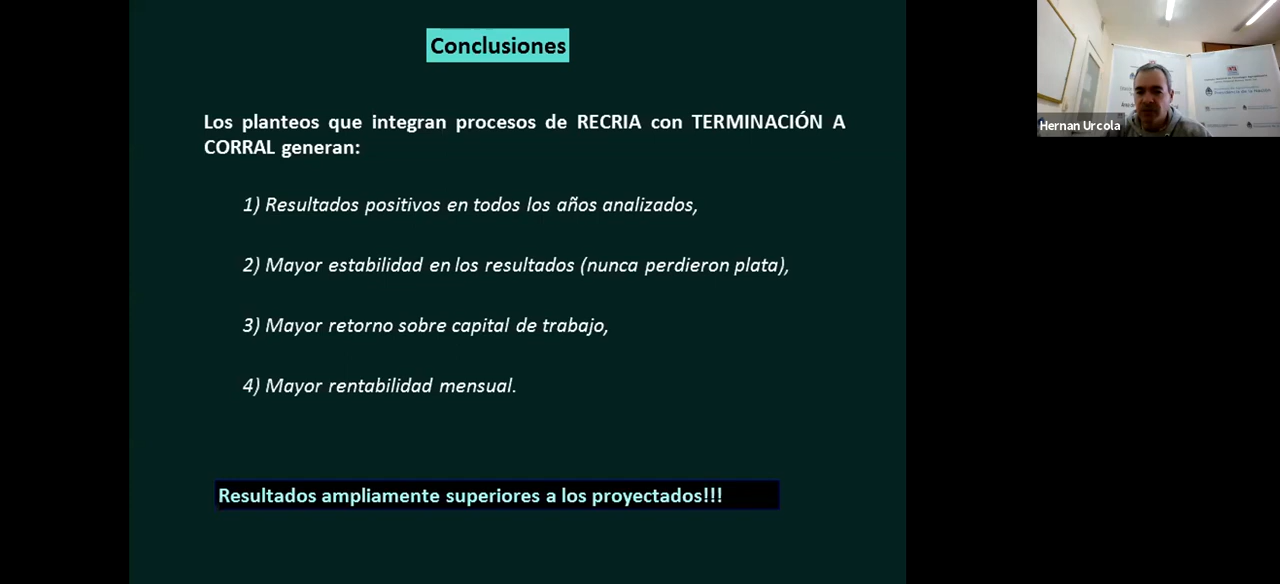 Conclusiones
Los planteos que integran procesos de RECRIA con TERMINACIÓN A
CORRAL generan:
1) Resultados positivos en todos los años analizados,
2) Mayor estabilidad en los resultados (nunca perdieron plata),
3) Mayor retorno sobre capital de trabajo,
4) Mayor rentabilidad mensual.
Resultados ampliamente superiores a los proyectados!!!
Hernan Urcola